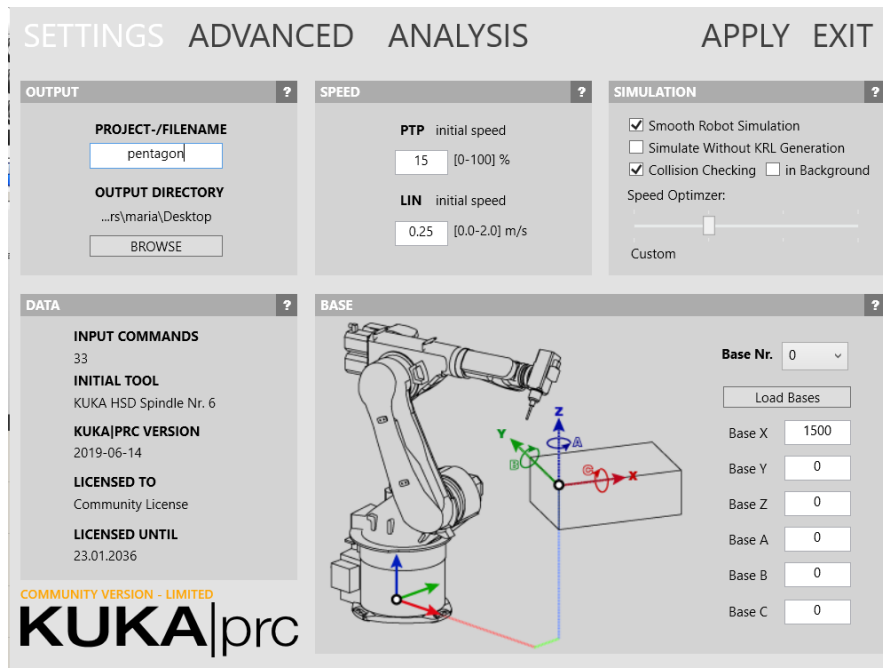 SETTINGS ADVANCED ANALYSIS APPLY EXIT
OUTPUT ?
PROJECT-/FILENAME
pentagon
OUTPUT DIRECTORY
...rs\maria\Desktop
BROWSE
SPEED ?
PTP initial speed
15 [0-100] %
LIN initial speed
0.25 [0.0-2.0] m/s
SIMULATION ?
Smooth Robot Simulation
Simulate Without KRL Generation
Collision Checking in Background
Speed Optimzer:
Custom
DATA ?
INPUT COMMANDS
33
INITIAL TOOL
KUKA HSD Spindle Nr. 6
KUKA|PRC VERSION
2019-06-14
LICENSED TO
Community License
LICENSED UNTIL
23.01.2036
COMMUNITY VERSION - LIMITED
KUKA|prc
BASE ?
Z
A
Y
B
C
X
Base Nr. 0
Load Bases
Base X 1500
Base Y 0
Base Z 0
Base A 0
Base B 0
Base C 0